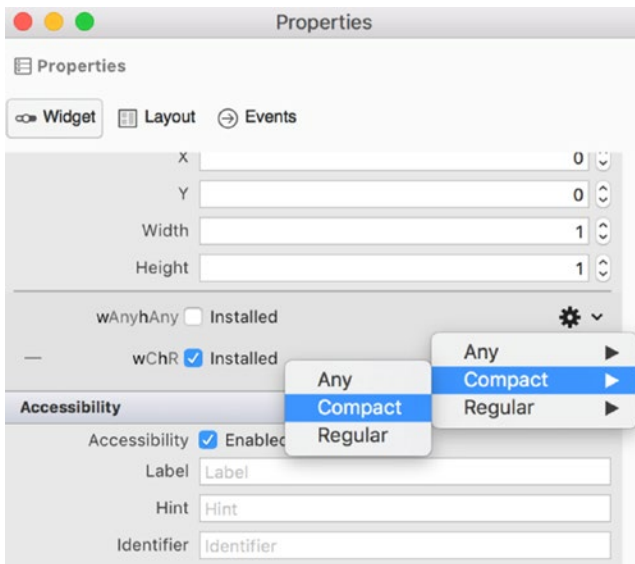 Properties
Properties
Widget Layout Events
X 0
Y 0
Width 1
Height 1
wAnyhAny Installed
wChR Installed
Any
Compact
Regular
Any
Compact
Regular
Accessibility
Accessibility Enabled
Label Label
Hint Hint
Identifier Identifier